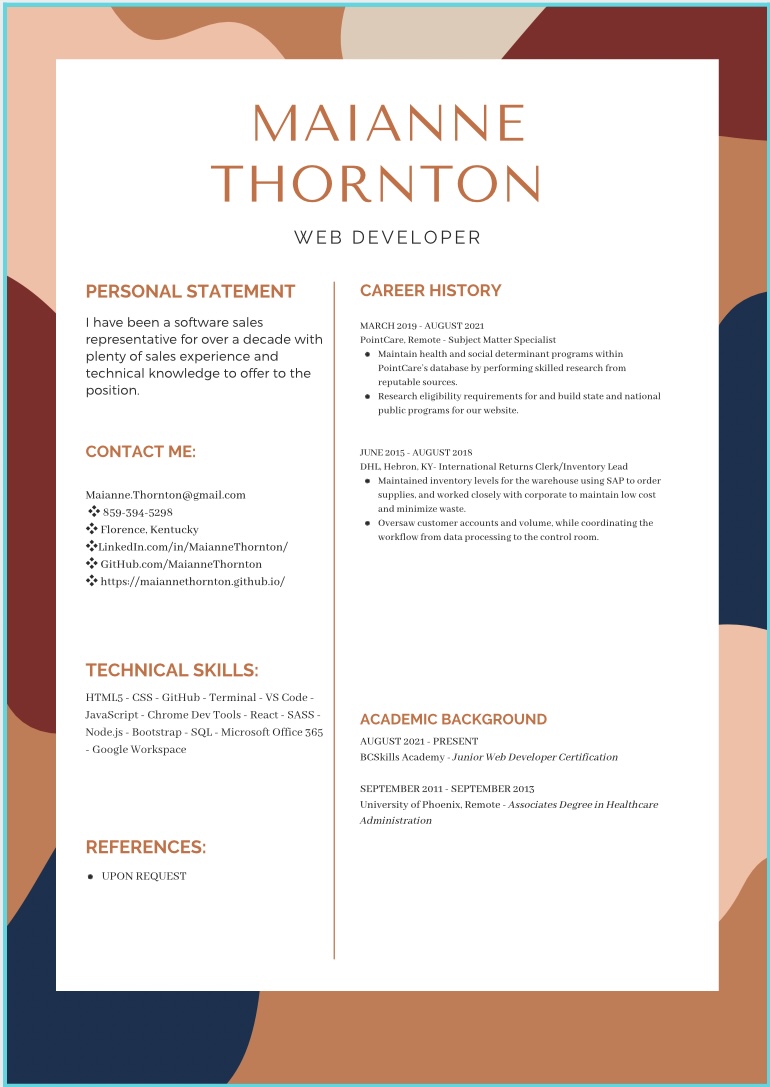 MAIANNE
THORNTON
WEB DEVELOPER
PERSONAL STATEMENT
I have been a software sales
representative for over a decade with
plenty of sales experience and
technical knowledge to offer to the
position.
CONTACT ME:
Maianne.Thornton@gmail.com
❖ 859-394-5298
❖ Florence, Kentucky
❖LinkedIn.com/in/MaianneThornton/
❖ GitHub.com/MaianneThornton
❖ https://maiannethornton.github.io/
TECHNICAL SKILLS:
HTML5 - CSS - GitHub - Terminal - VS Code -
JavaScript - Chrome Dev Tools - React - SASS -
Node.js - Bootstrap - SQL - Microsoft Office 365
- Google Workspace
REFERENCES:
• UPON REQUEST
CAREER HISTORY
MARCH 2019 - AUGUST 2021
PointCare, Remote - Subject Matter Specialist
• Maintain health and social determinant programs within
PointCare's database by performing skilled research from
reputable sources.
• Research eligibility requirements for and build state and national
public programs for our website.
JUNE 2015 - AUGUST 2018
DHL, Hebron, KY- International Returns Clerk/Inventory Lead
• Maintained inventory levels for the warehouse using SAP to order
supplies, and worked closely with corporate to maintain low cost
and minimize waste.
• Oversaw customer accounts and volume, while coordinating the
workflow from data processing to the control room.
ACADEMIC BACKGROUND
AUGUST 2021 - PRESENT
BCSkills Academy - Junior Web Developer Certification
SEPTEMBER 2011 - SEPTEMBER 2013
University of Phoenix, Remote - Associates Degree in Healthcare
Administration